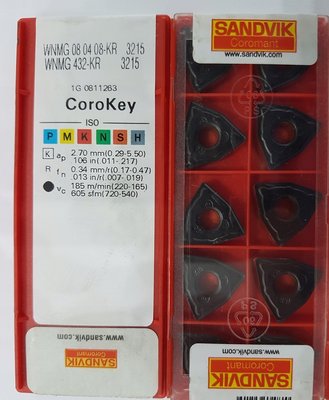 WNMG 08 04 08-KR 3215
WNMG 432-KR 3215
1G 0811263
CoroKey
ISO
P M K N S H
K ap 2.70 mm(0.29-5.50)
.106 in(.011-.217)
R fn 0.34 mm/r(0.17-0.47)
.013 in/r(.007-.019)
vc 185 m/min(220-165)
605 sfm(720-540)
www.sandvik.com
SANDVIK
Coromant
SANDVIK
Coromant
www.sandvik.com
www.sandvik.com
SANDVIK
Coromant